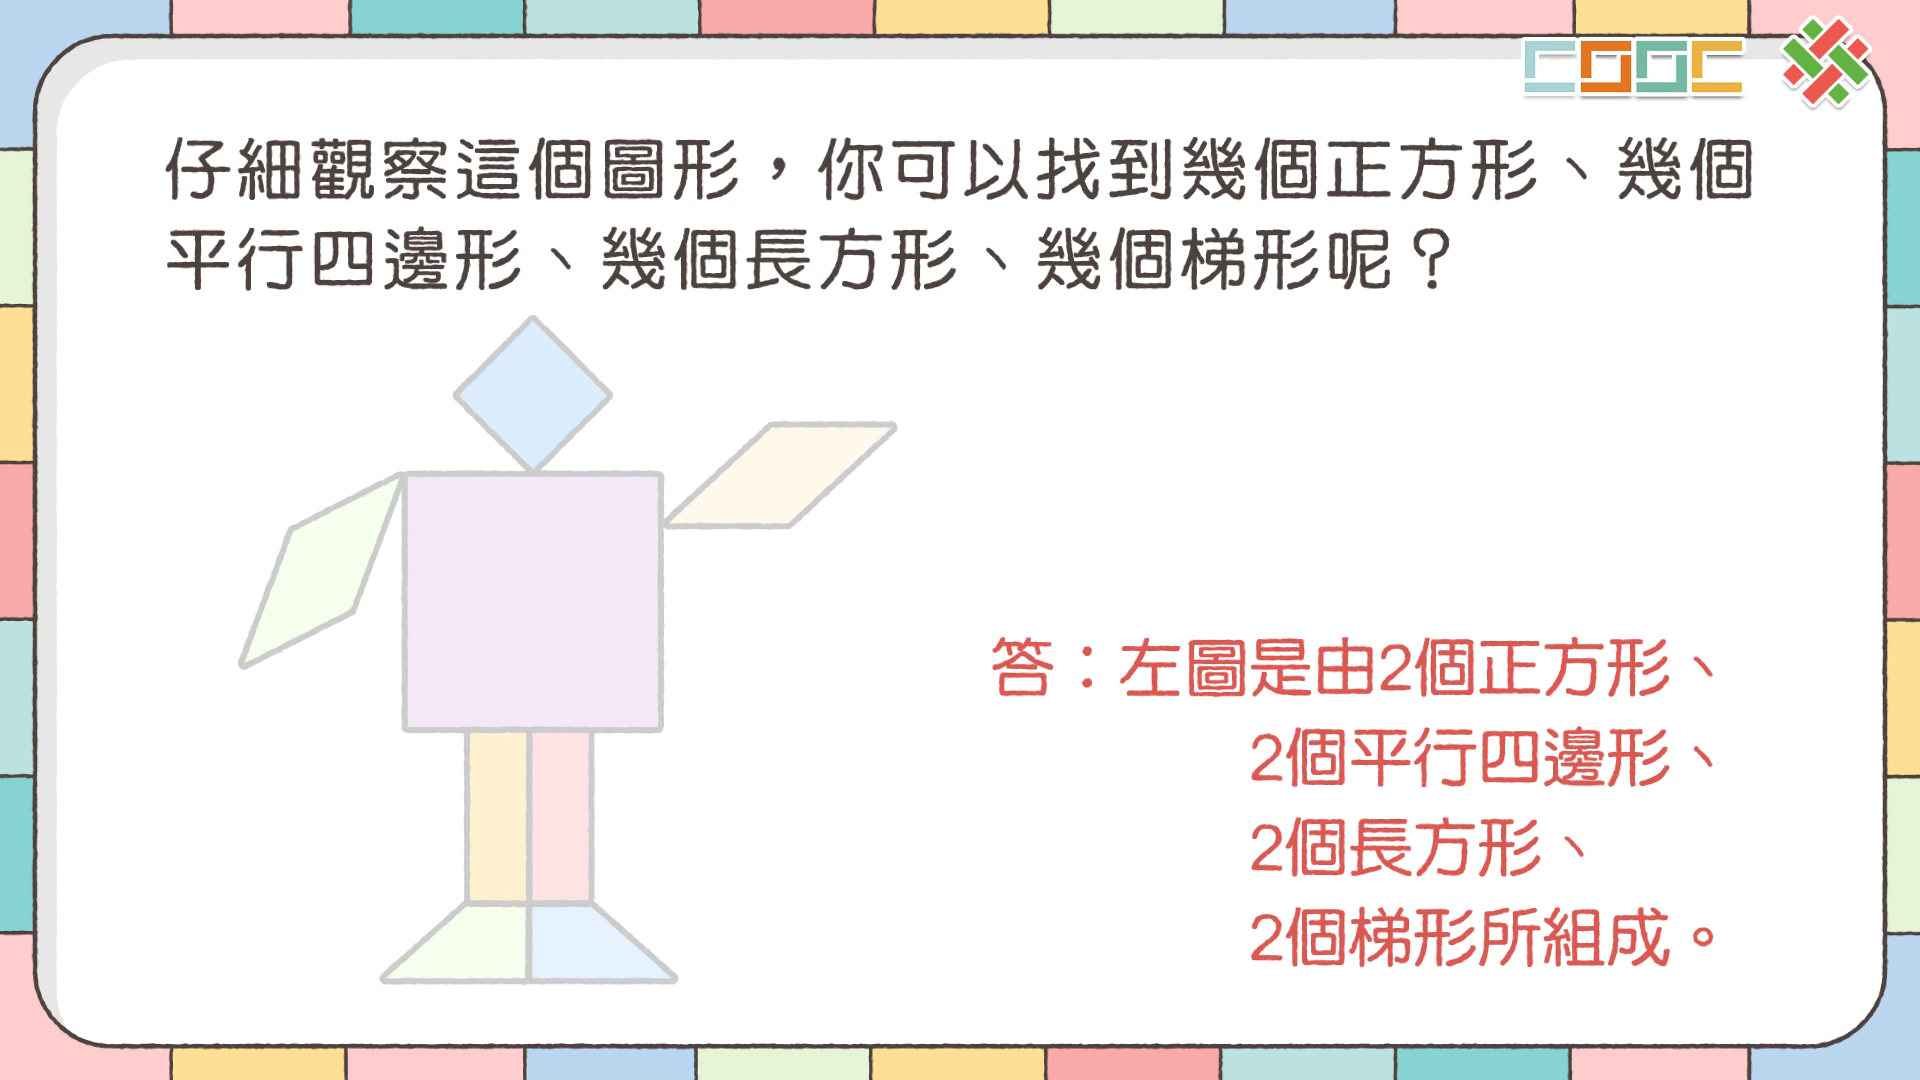 仔細觀察這個圖形，你可以找到幾個正方形、幾個
平行四邊形、幾個長方形、幾個梯形呢？
答：左圖是由2個正方形、
2個平行四邊形、
2個長方形、
2個梯形所組成。